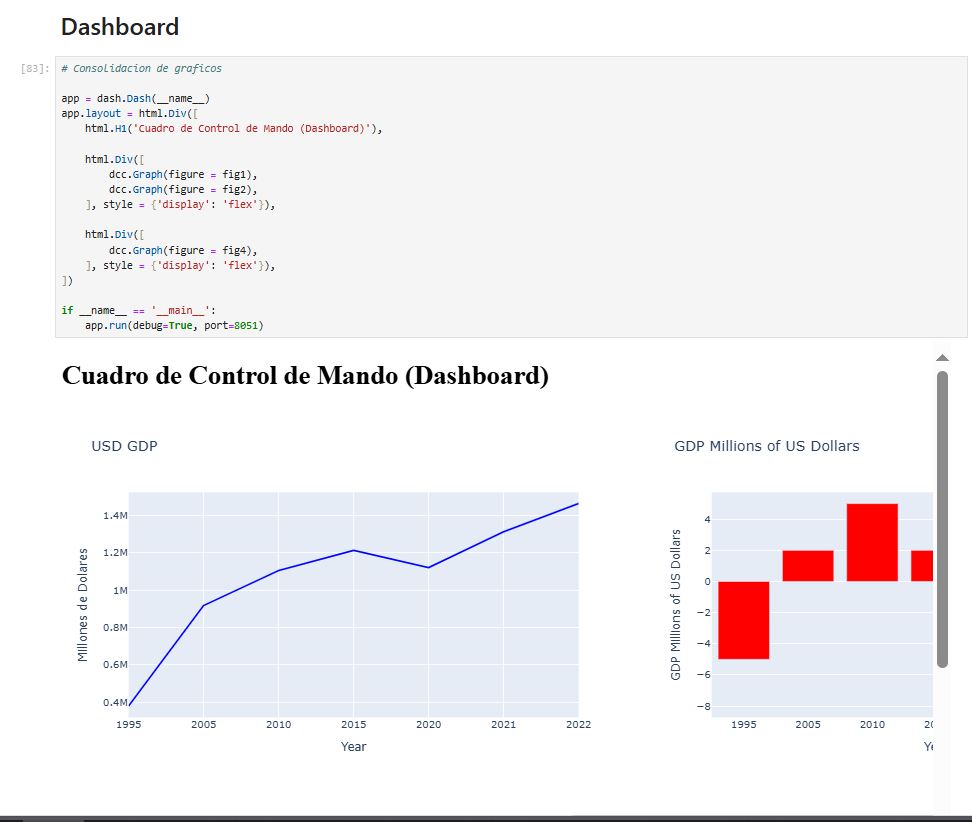 Dashboard
[83]: # Consolidacion de graficos
app = dash.Dash(__name__)
app.layout = html.Div([
html.H1('Cuadro de Control de Mando (Dashboard)'),
html.Div([
dcc.Graph(figure = fig1),
dcc.Graph(figure = fig2),
], style = {'display': 'flex'}),
html.Div([
dcc.Graph(figure = fig4),
], style = {'display': 'flex'}),
])
if __name__ == '__main__':
app.run(debug=True, port=8051)
Cuadro de Control de Mando (Dashboard)
USD GDP
Millones de Dolares
1.4M
1.2M
1M
0.8M
0.6M
0.4M
1995 2005 2010 2015 2020 2021 2022
Year
GDP Millions of US Dollars
GDP Millions of US Dollars
4
2
0
−2
−4
−6
−8
1995 2005 2010 20
Ye